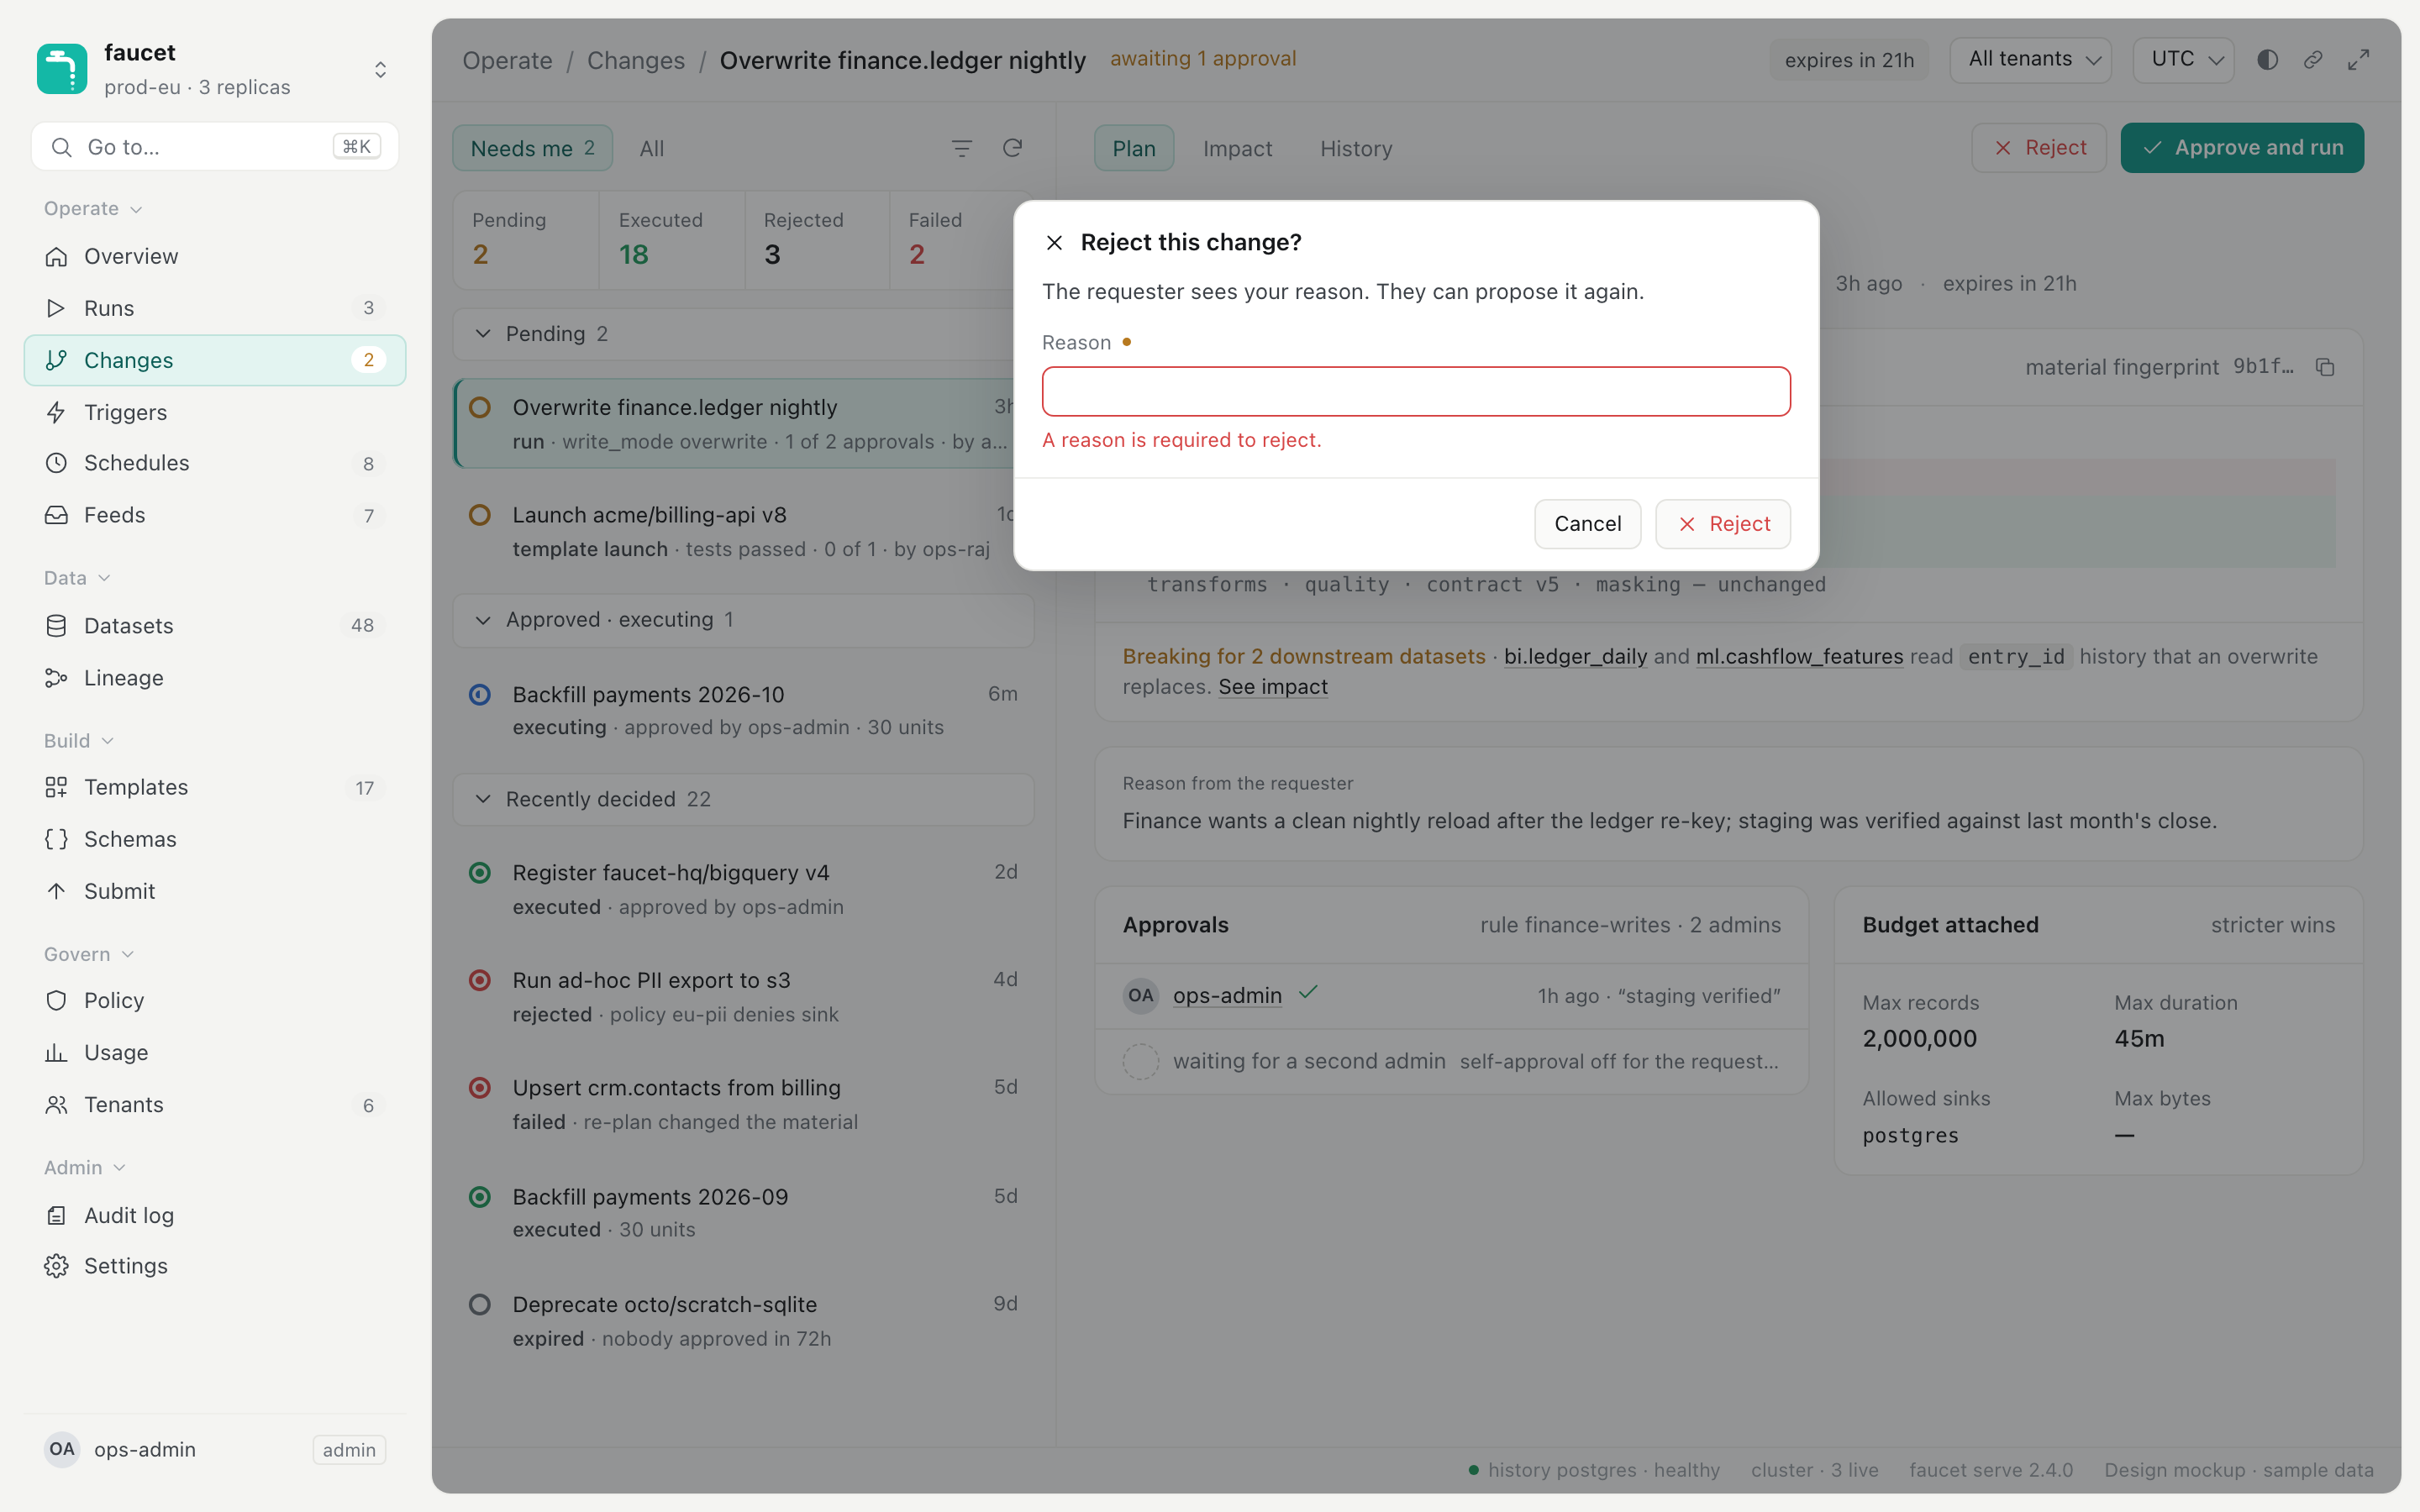 faucet
prod-eu · 3 replicas
Go to... ⌘K
Operate
Overview
Runs 3
Changes 2
Triggers
Schedules 8
Feeds 7
Data
Datasets 48
Lineage
Build
Templates 17
Schemas
Submit
Govern
Policy
Usage
Tenants 6
Admin
Audit log
Settings
OA ops-admin admin
Operate / Changes / Overwrite finance.ledger nightly awaiting 1 approval
expires in 21h All tenants UTC
Needs me 2 All
Pending Executed Rejected Failed
2 18 3 2
Pending 2
Overwrite finance.ledger nightly
run · write_mode overwrite · 1 of 2 approvals · by a...
Launch acme/billing-api v8
template launch · tests passed · 0 of 1 · by ops-raj
Approved · executing 1
Backfill payments 2026-10 6m
executing · approved by ops-admin · 30 units
Recently decided 22
Register faucet-hq/bigquery v4 2d
executed · approved by ops-admin
Run ad-hoc PII export to s3 4d
rejected · policy eu-pii denies sink
Upsert crm.contacts from billing 5d
failed · re-plan changed the material
Backfill payments 2026-09 5d
executed · 30 units
Deprecate octo/scratch-sqlite 9d
expired · nobody approved in 72h
Plan Impact History Reject Approve and run
3h ago · expires in 21h
material fingerprint 9b1f…
Reject this change?
The requester sees your reason. They can propose it again.
Reason
A reason is required to reject.
Cancel Reject
transforms · quality · contract v5 · masking — unchanged
Breaking for 2 downstream datasets · bi.ledger_daily and ml.cashflow_features read entry_id history that an overwrite
replaces. See impact
Reason from the requester
Finance wants a clean nightly reload after the ledger re-key; staging was verified against last month's close.
Approvals rule finance-writes · 2 admins
OA ops-admin 1h ago · “staging verified”
waiting for a second admin self-approval off for the request...
Budget attached stricter wins
Max records Max duration
2,000,000 45m
Allowed sinks Max bytes
postgres —
history postgres · healthy cluster · 3 live faucet serve 2.4.0 Design mockup · sample data